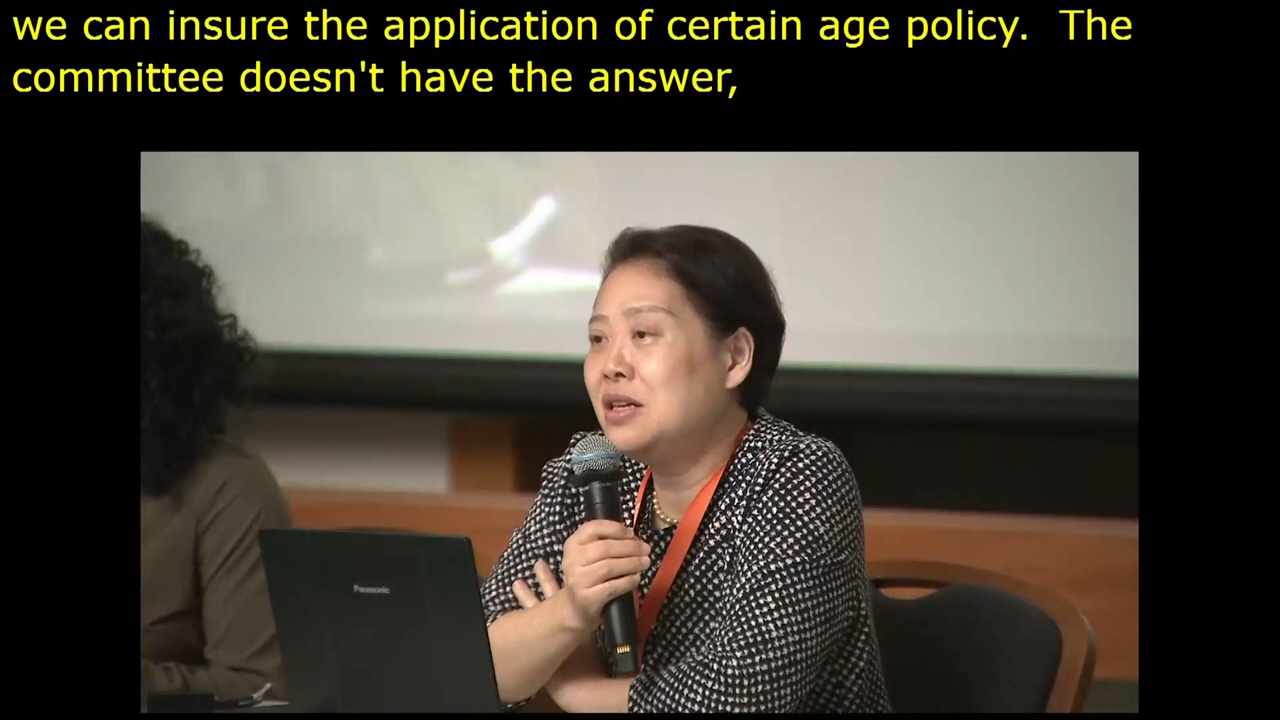 we can insure the application of certain age policy.  The
committee doesn't have the answer,
Panasonic